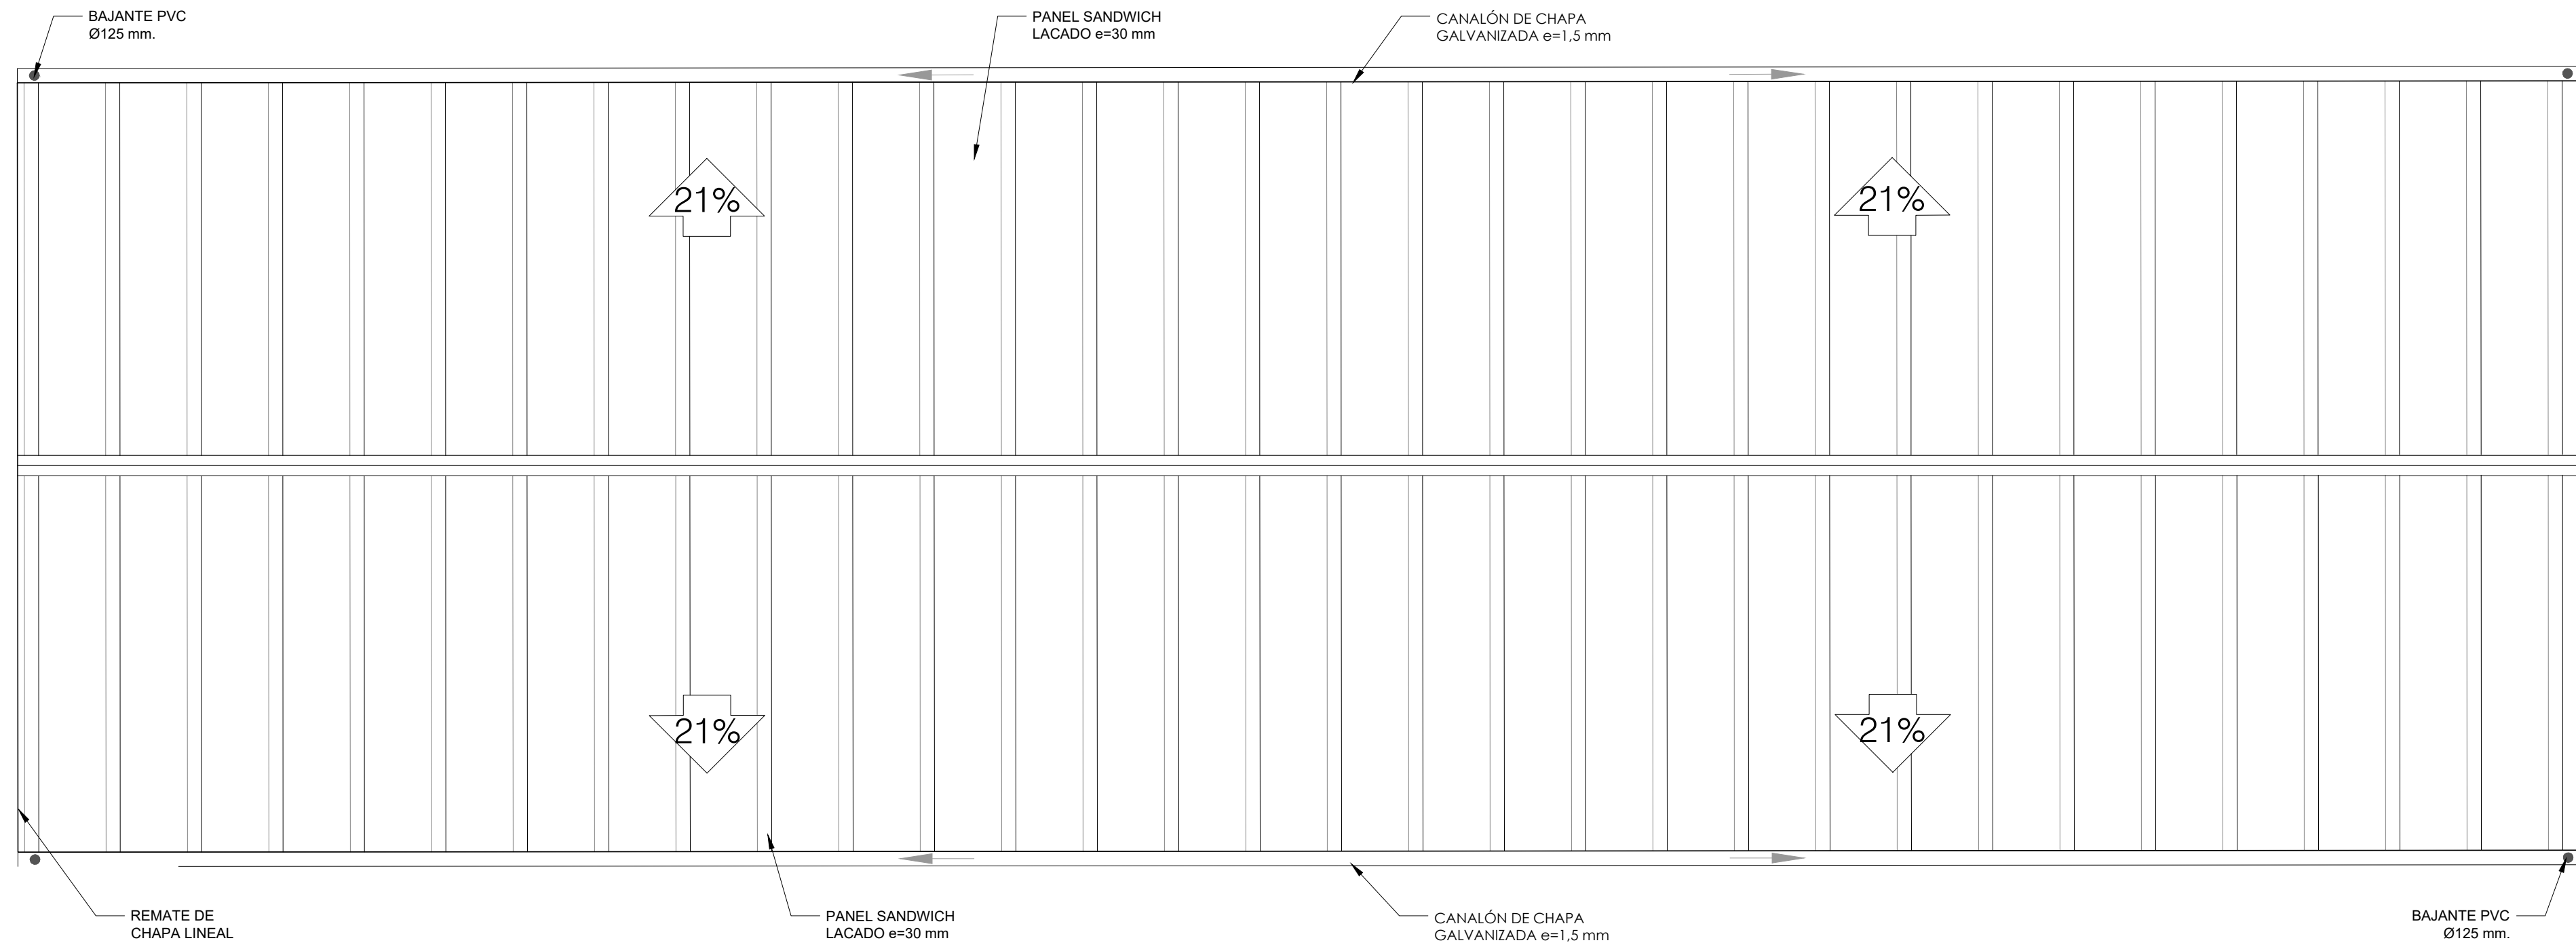 BAJANTE PVC
Ø125 mm.
PANEL SANDWICH
LACADO e=30 mm
CANALÓN DE CHAPA
GALVANIZADA e=1,5 mm
21%
21%
21%
21%
REMATE DE
CHAPA LINEAL
PANEL SANDWICH
LACADO e=30 mm
CANALÓN DE CHAPA
GALVANIZADA e=1,5 mm
BAJANTE PVC
Ø125 mm.